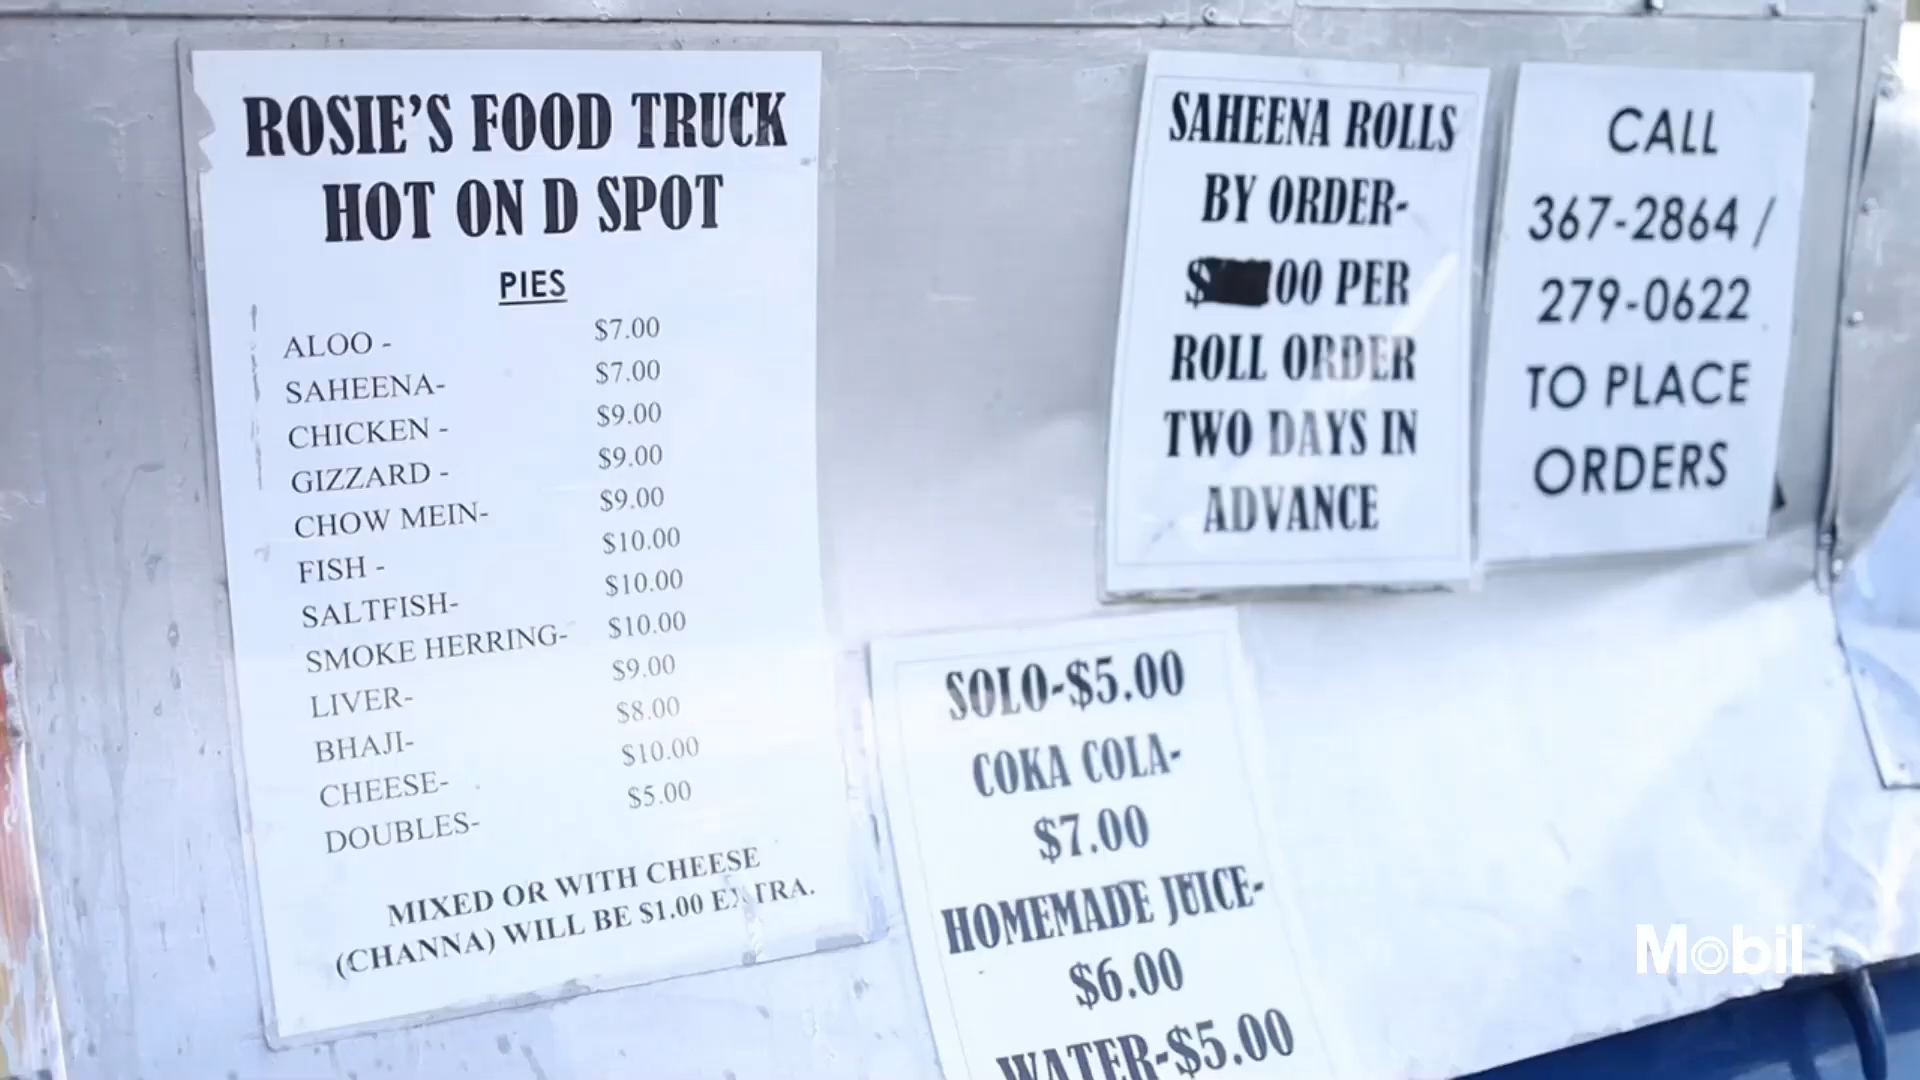 ROSIE'S FOOD TRUCK
HOT ON D SPOT
PIES
ALOO - $7.00
SAHEENA- $7.00
CHICKEN - $9.00
GIZZARD - $9.00
CHOW MEIN- $9.00
FISH - $10.00
SALTFISH- $10.00
SMOKE HERRING- $10.00
LIVER- $9.00
BHAJI- $8.00
CHEESE- $10.00
DOUBLES- $5.00
MIXED OR WITH CHEESE
(CHANNA) WILL BE $1.00 EXTRA.
SAHEENA ROLLS
BY ORDER-
$ 00 PER
ROLL ORDER
TWO DAYS IN
ADVANCE
CALL
367-2864 /
279-0622
TO PLACE
ORDERS
SOLO-$5.00
COKA COLA-
$7.00
HOMEMADE JUICE-
$6.00
WATER-$5.00
Mobil